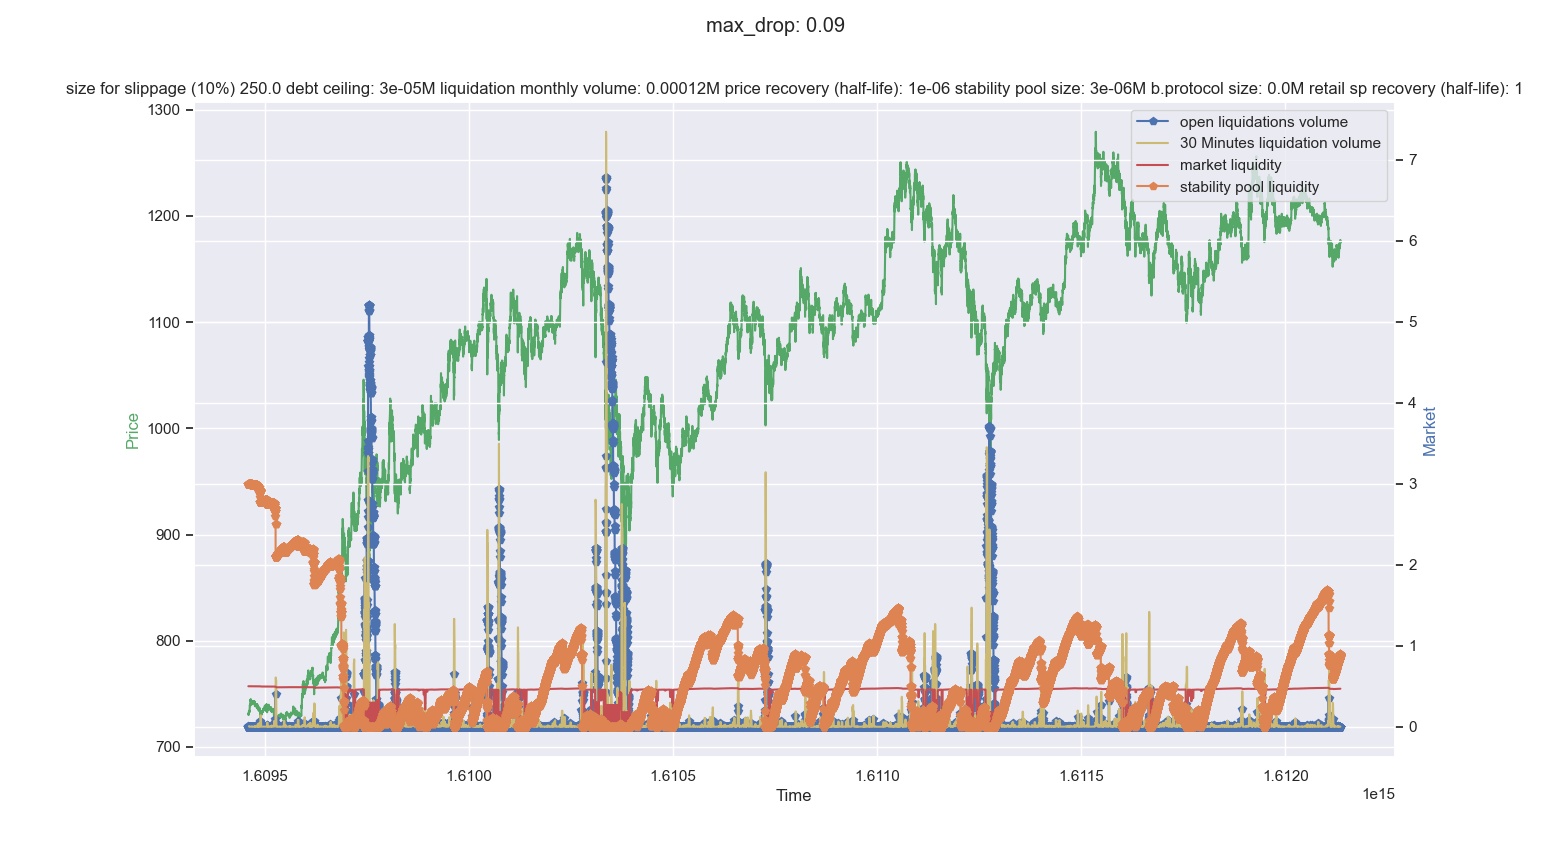 max_drop: 0.09
size for slippage (10%) 250.0 debt ceiling: 3e-05M liquidation monthly volume: 0.00012M price recovery (half-life): 1e-06 stability pool size: 3e-06M b.protocol size: 0.0M retail sp recovery (half-life): 1
open liquidations volume
30 Minutes liquidation volume
market liquidity
stability pool liquidity
1300
1200
1100
1000
900
800
700
Price
7
6
5
4
3
2
1
0
Market
1.6095 1.6100 1.6105 1.6110 1.6115 1.6120
Time
1e15